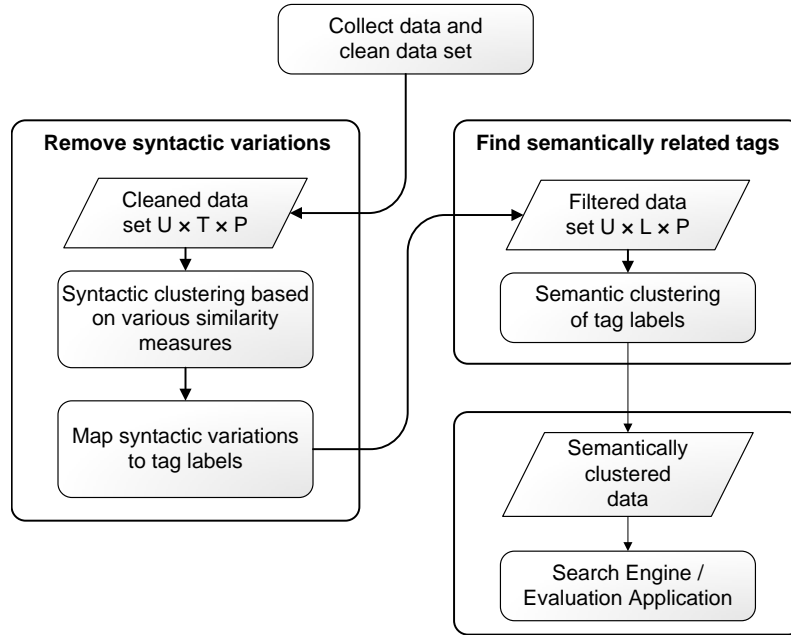 Collect data and
clean data set
Remove syntactic variations
Cleaned data
set U × T × P
Syntactic clustering based
on various similarity
measures
Map syntactic variations
to tag labels
Find semantically related tags
Filtered data
set U × L × P
Semantic clustering
of tag labels
Semantically
clustered
data
Search Engine /
Evaluation Application